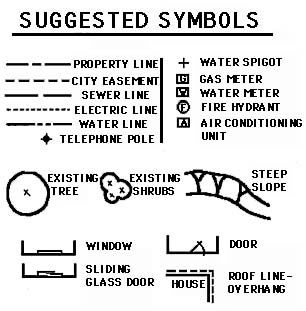 SUGGESTED SYMBOLS
PROPERTY LINE
CITY EASEMENT
SEWER LINE
ELECTRIC LINE
WATER LINE
TELEPHONE POLE
WATER SPIGOT
G GAS METER
W WATER METER
F FIRE HYDRANT
A AIR CONDITIONING
UNIT
EXISTING
TREE
EXISTING
SHRUBS
STEEP
SLOPE
WINDOW
DOOR
SLIDING
GLASS DOOR
HOUSE
ROOF LINE-
OVERHANG